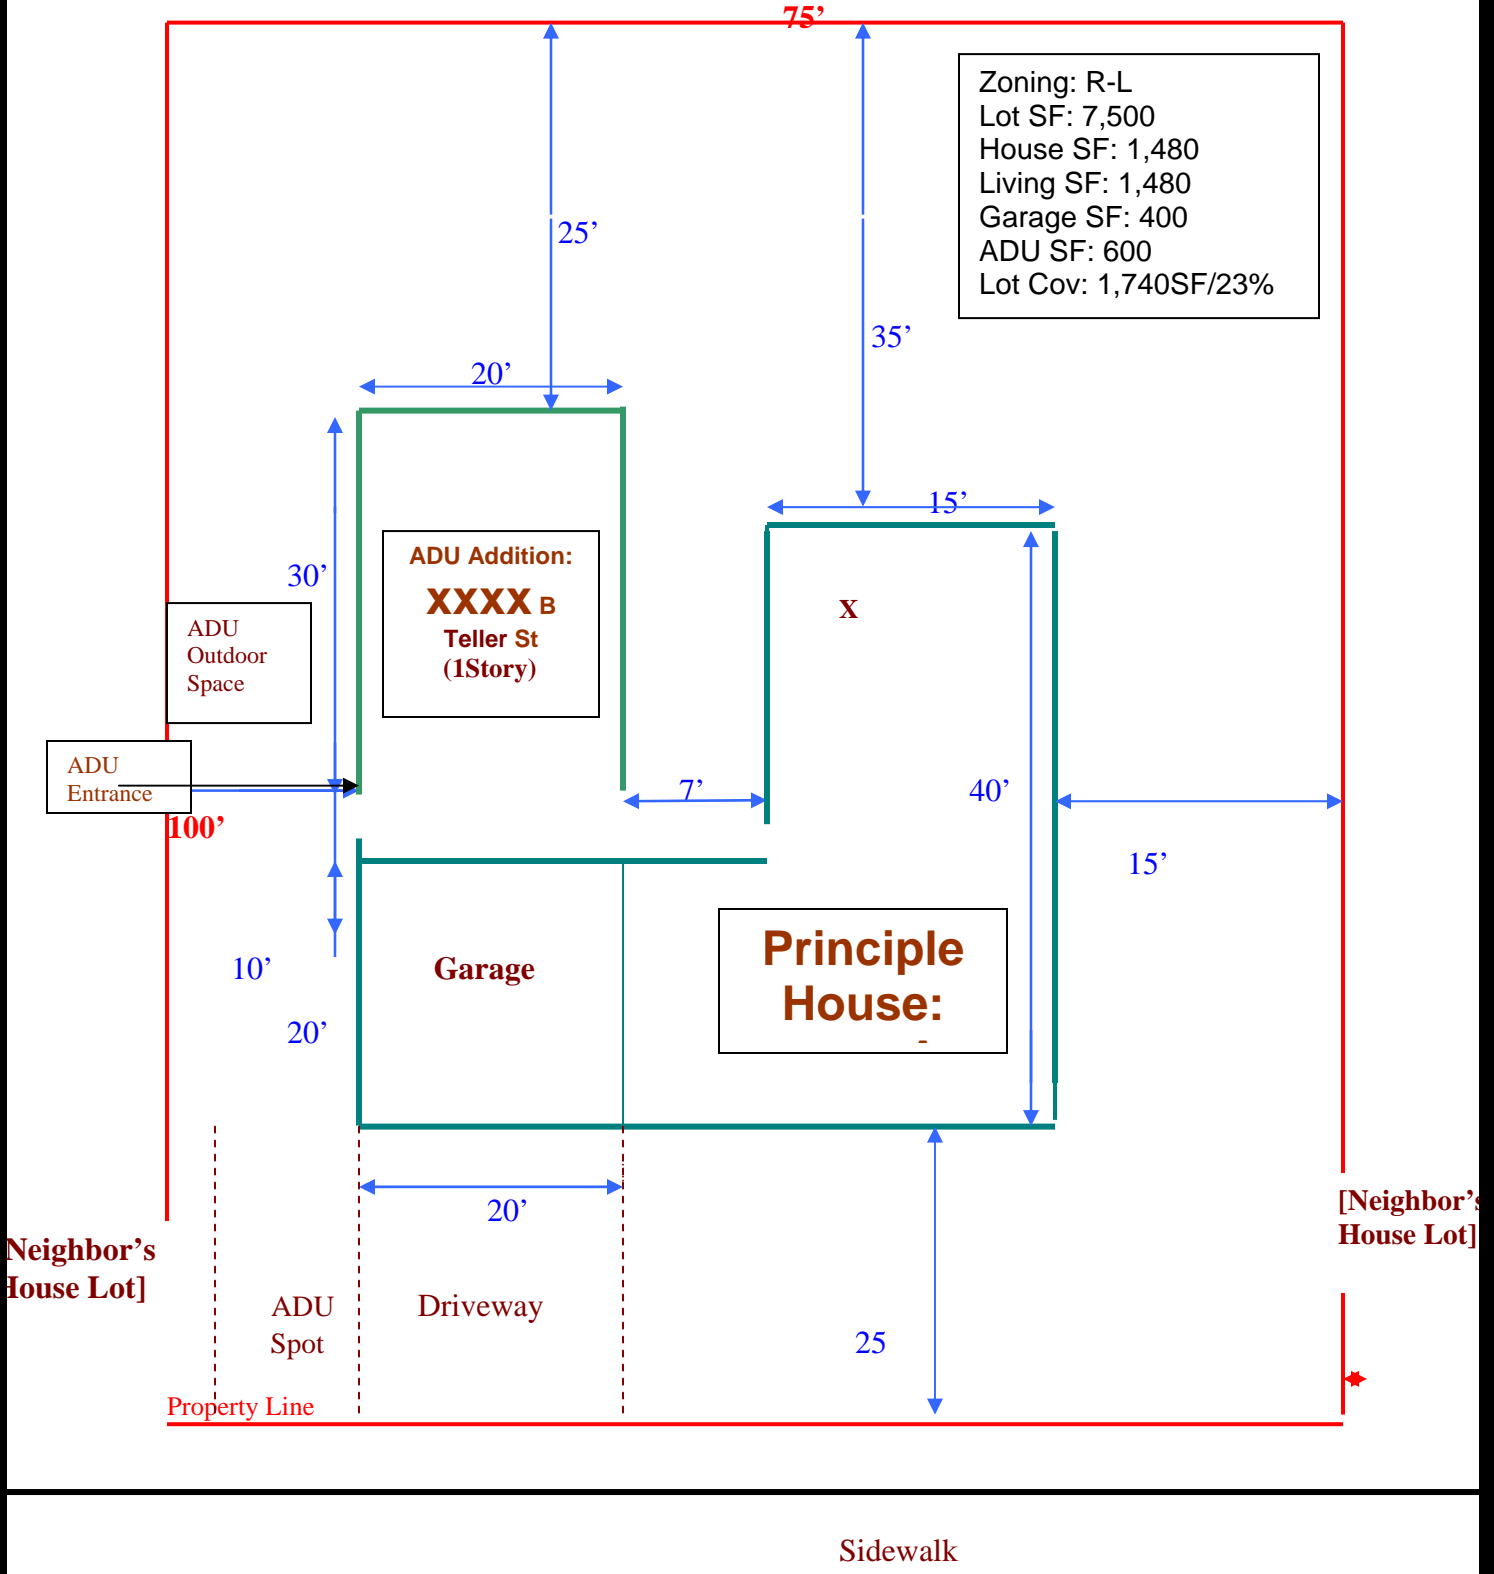 75’
Zoning: R-L
Lot SF: 7,500
House SF: 1,480
Living SF: 1,480
Garage SF: 400
ADU SF: 600
Lot Cov: 1,740SF/23%
25’
35’
20’
15’
30’
ADU Addition:
XXXX B
Teller St
(1Story)
X
ADU
Outdoor
Space
ADU
Entrance
7’
40’
100’
15’
Principle
House:
Garage
10’
20’
20’
[Neighbor’s
House Lot]
Neighbor’s
House Lot]
ADU
Spot
Driveway
25
Property Line
Sidewalk